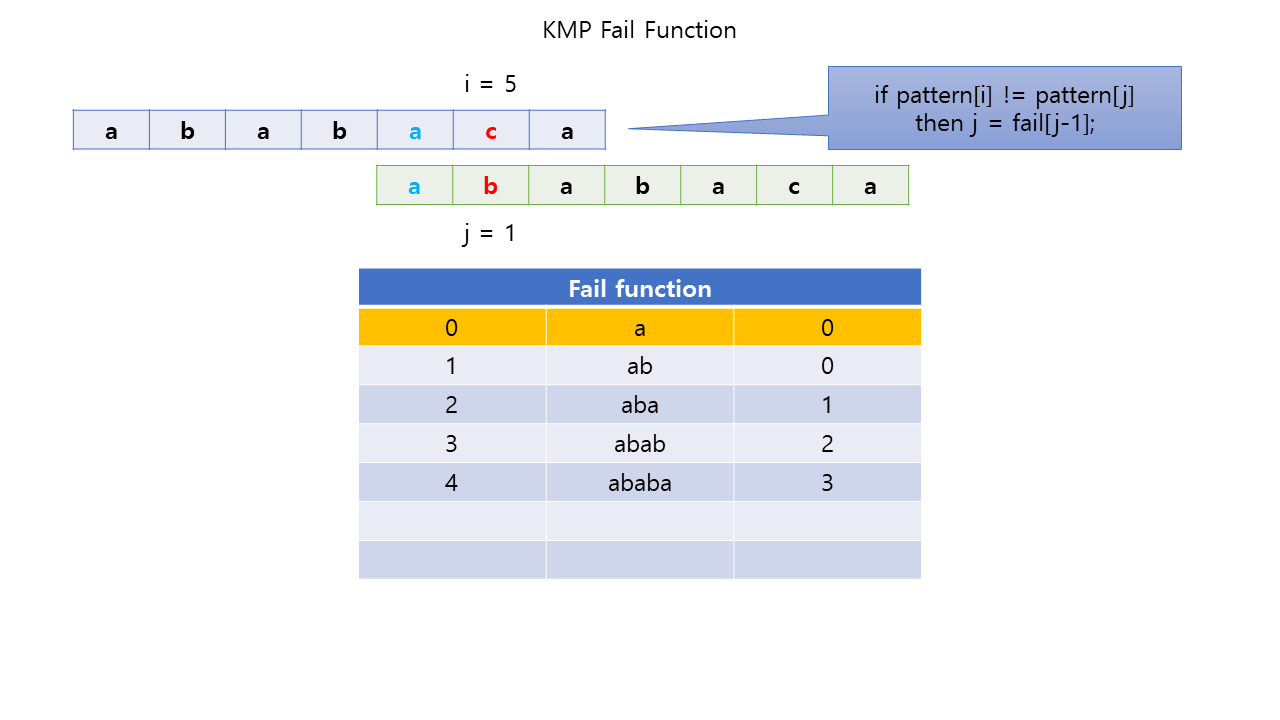 KMP Fail Function
i = 5
if pattern[i] != pattern[j]
then j = fail[j-1];
a b a b a c a
a b a b a c a
j = 1
Fail function
0 a 0
1 ab 0
2 aba 1
3 abab 2
4 ababa 3